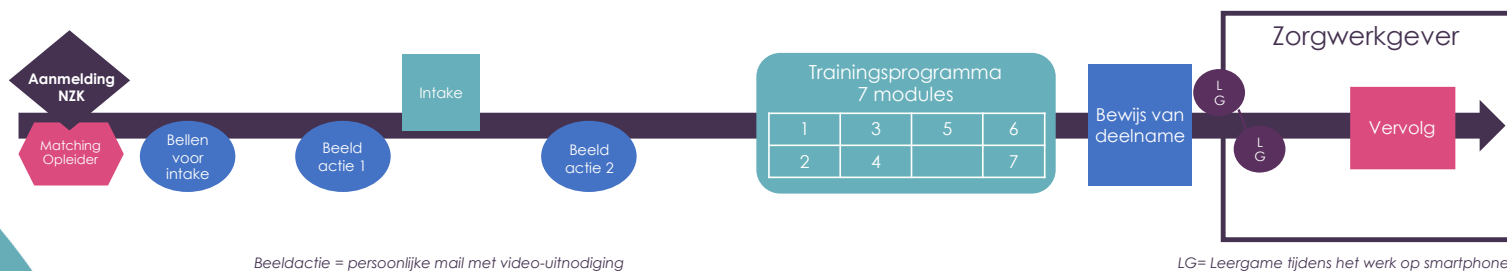 Aanmelding
NZK
Matching
Opleider
Bellen
voor
intake
Beeld
actie 1
Intake
Beeld
actie 2
Trainingsprogramma
7 modules
1 3 5 6
2 4 7
Bewijs van
deelname
Zorgwerkgever
L
G
L
G
Vervolg
Beeldactie = persoonlijke mail met video-uitnodiging
LG= Leergame tijdens het werk op smartphone